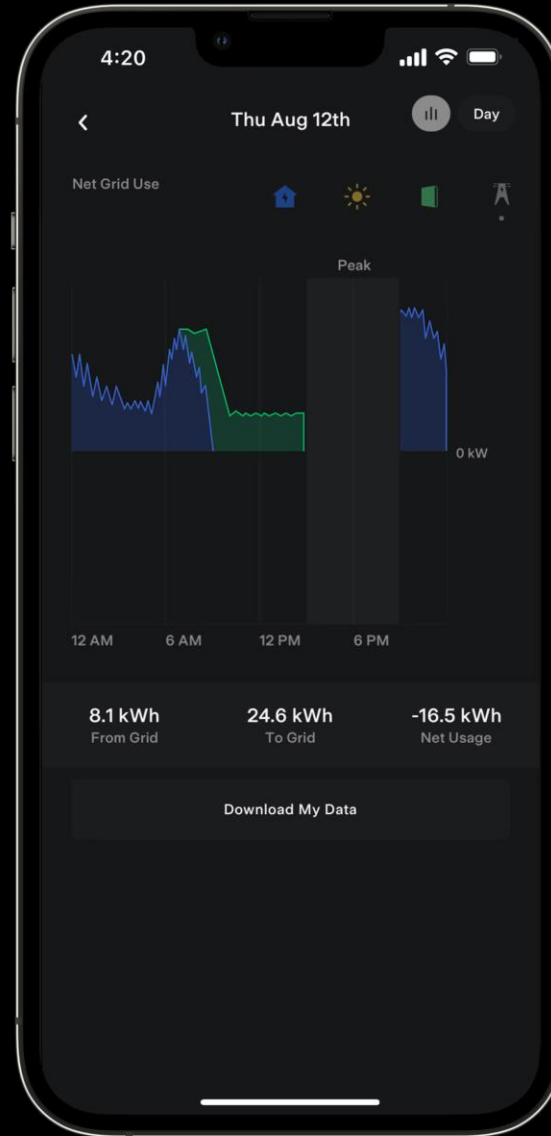 4:20
Thu Aug 12th
Day
Net Grid Use
Peak
0 kW
12 AM 6 AM 12 PM 6 PM
8.1 kWh 24.6 kWh -16.5 kWh
From Grid To Grid Net Usage
Download My Data